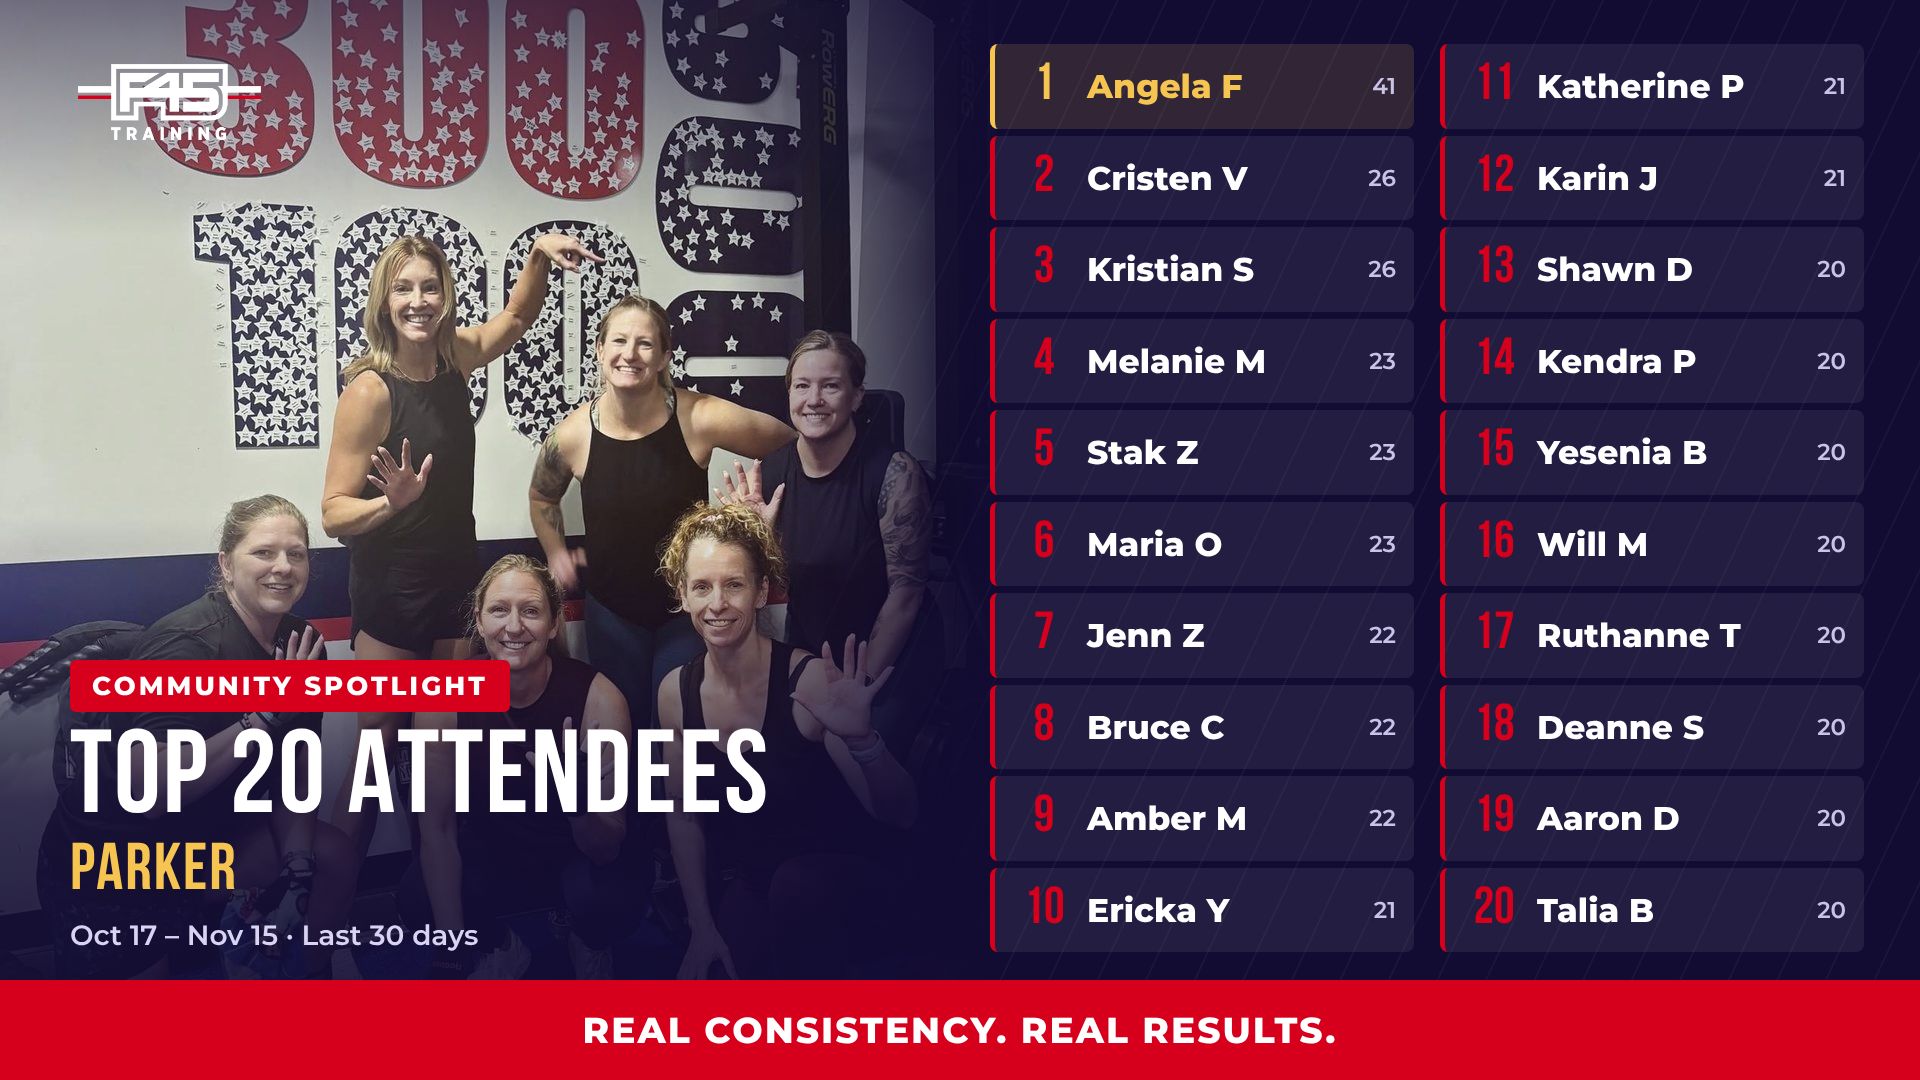 F45
TRAINING
300
100
500
ROWERG
COMMUNITY SPOTLIGHT
TOP 20 ATTENDEES
PARKER
Oct 17 – Nov 15 · Last 30 days
1 Angela F 41
2 Cristen V 26
3 Kristian S 26
4 Melanie M 23
5 Stak Z 23
6 Maria O 23
7 Jenn Z 22
8 Bruce C 22
9 Amber M 22
10 Ericka Y 21
11 Katherine P 21
12 Karin J 21
13 Shawn D 20
14 Kendra P 20
15 Yesenia B 20
16 Will M 20
17 Ruthanne T 20
18 Deanne S 20
19 Aaron D 20
20 Talia B 20
REAL CONSISTENCY. REAL RESULTS.